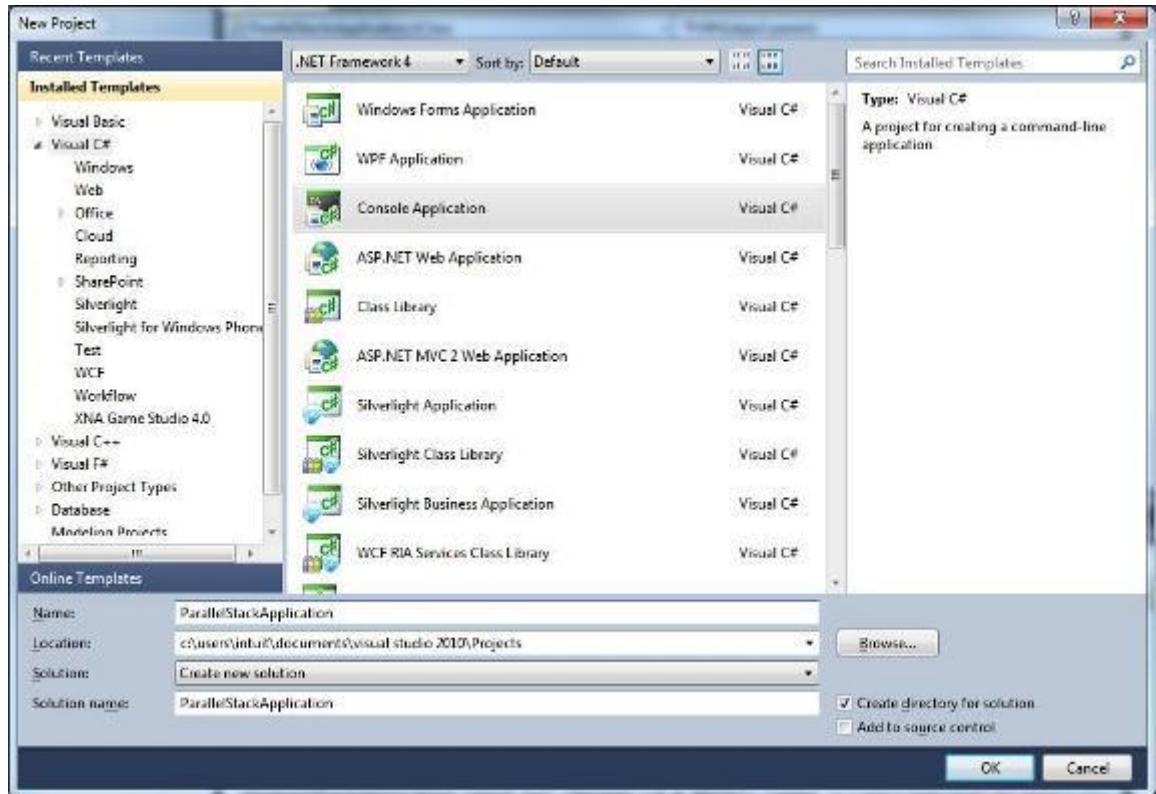 New Project
Recent Templates
.NET Framework 4
Sort by: Default
Search Installed Templates
Installed Templates
Visual Basic
Visual C#
Windows
Web
Office
Cloud
Reporting
SharePoint
Silverlight
Silverlight for Windows Phone
Test
WCF
Workflow
XNA Game Studio 4.0
Visual C++
Visual F#
Other Project Types
Database
Modeling Projects
Online Templates
Windows Forms Application Visual C#
WPF Application Visual C#
Console Application Visual C#
ASP.NET Web Application Visual C#
Class Library Visual C#
ASP.NET MVC 2 Web Application Visual C#
Silverlight Application Visual C#
Silverlight Class Library Visual C#
Silverlight Business Application Visual C#
WCF RIA Services Class Library Visual C#
Type: Visual C#
A project for creating a command-line
application
Name: ParallelStackApplication
Location: c:\users\intuit\documents\visual studio 2010\Projects
Browse...
Solution: Create new solution
Solution name: ParallelStackApplication
Create directory for solution
Add to source control
OK
Cancel